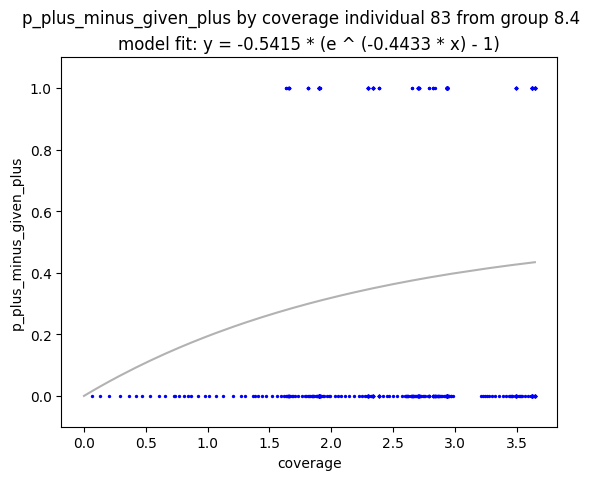 p_plus_minus_given_plus by coverage individual 83 from group 8.4
model fit: y = -0.5415 * (e ^ (-0.4433 * x) - 1)
1.0
0.8
0.6
0.4
0.2
0.0
p_plus_minus_given_plus
0.0 0.5 1.0 1.5 2.0 2.5 3.0 3.5
coverage